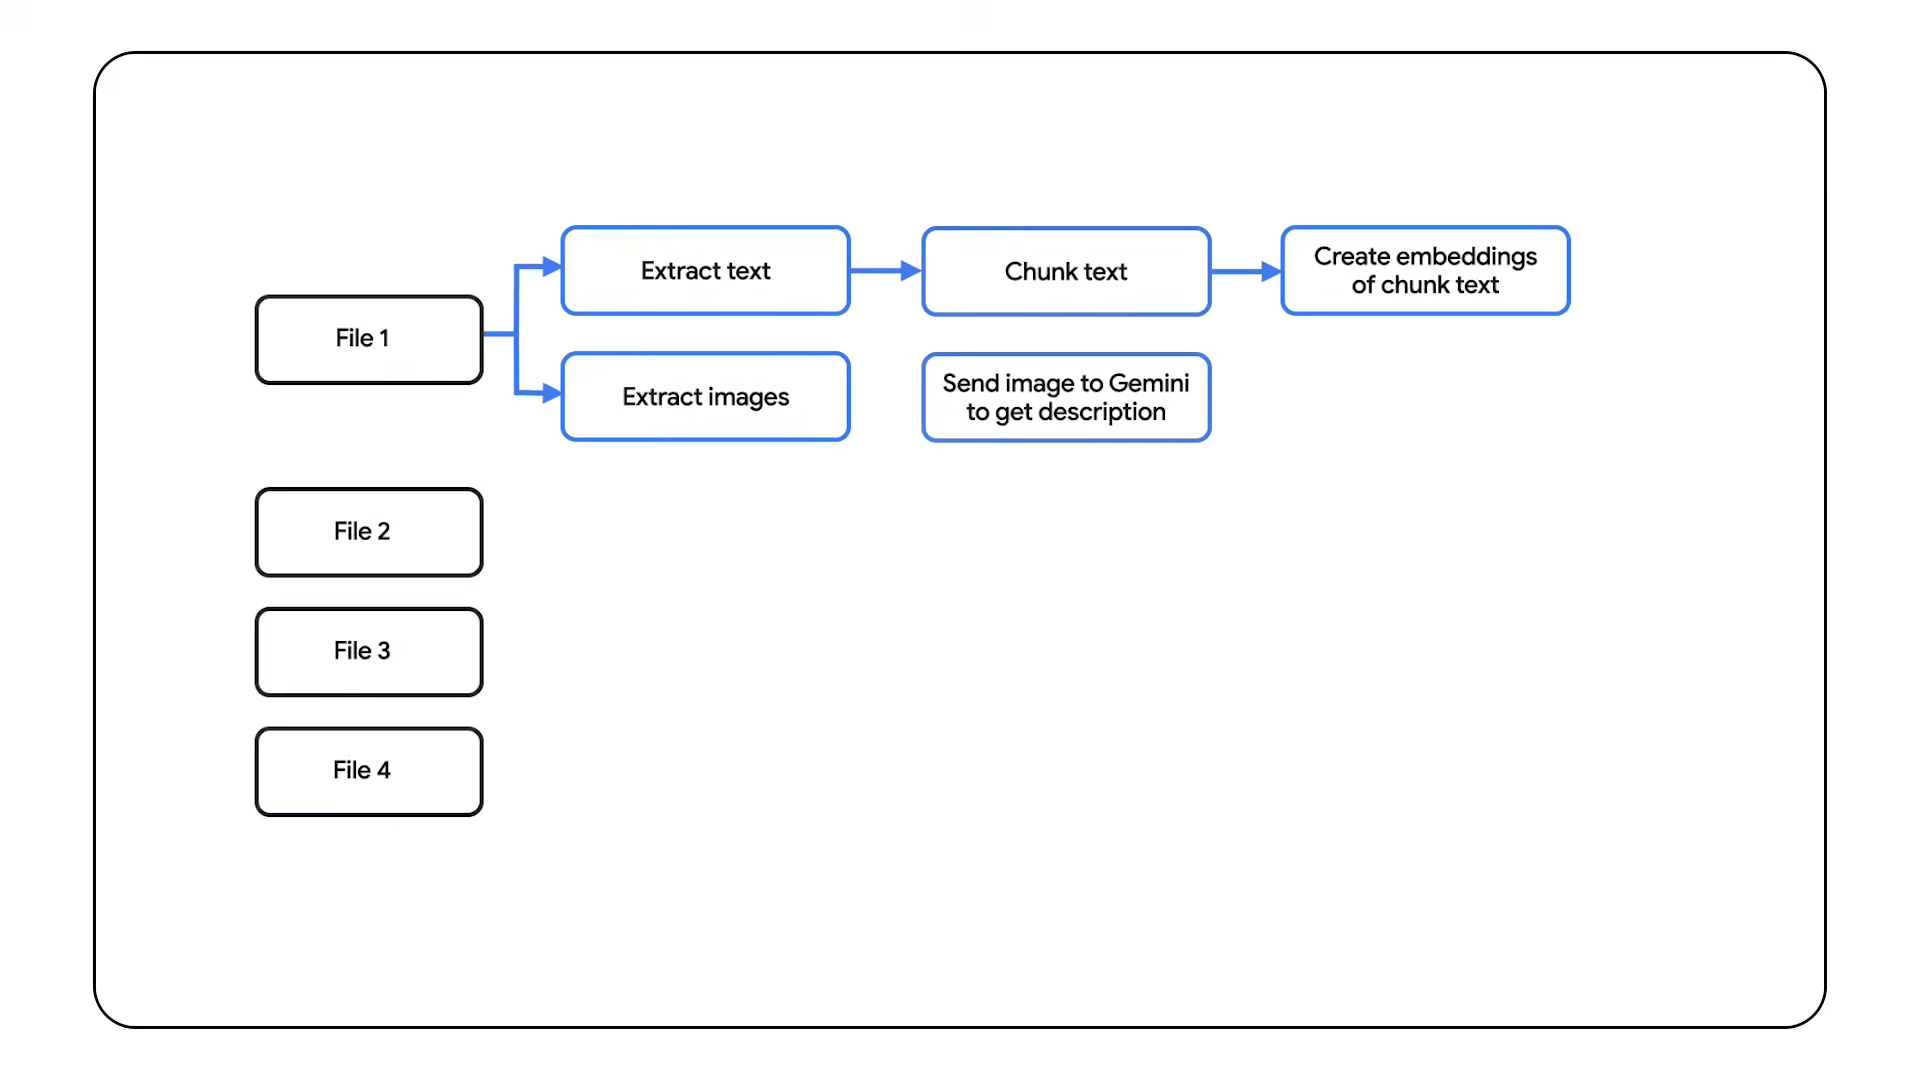 File 1
Extract text
Chunk text
Create embeddings
of chunk text
Extract images
Send image to Gemini
to get description
File 2
File 3
File 4